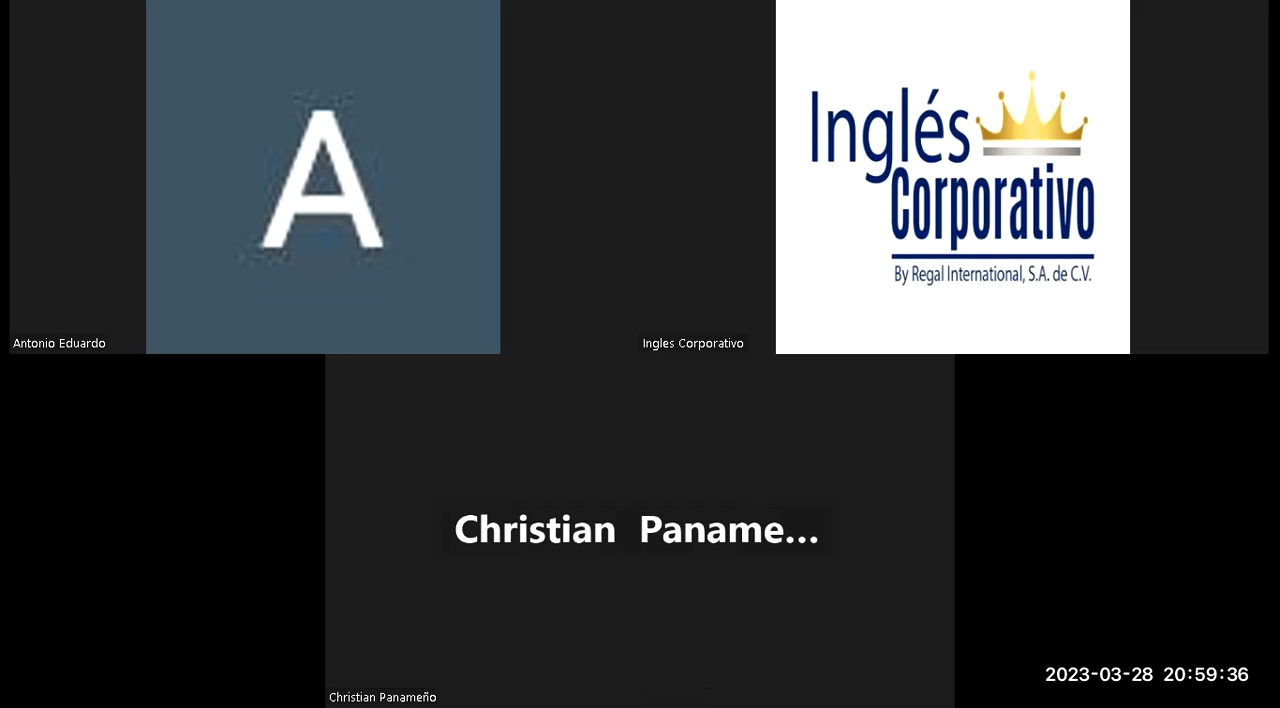 A
Antonio Eduardo
Inglés
Corporativo
By Regal International, S.A. de C.V.
Ingles Corporativo
Christian Paname...
Christian Panameño
2023-03-28 20:59:36